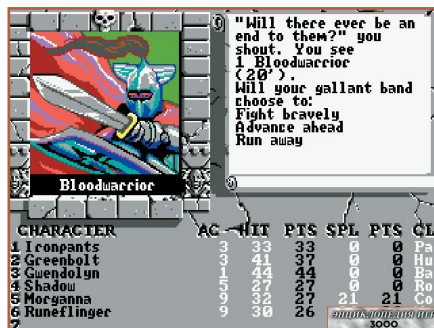 "Will there ever be an
end to them?" you
shout. You see
1 Bloodwarrior
(20').
Will your gallant band
choose to:
Fight bravely
Advance ahead
Run away
Bloodwarrior
CHARACTER AC HIT PTS SPL PTS CL
1 Ironpants 3 33 33 0 0 Pa
2 Greenbolt 3 41 37 0 0 Hu
3 Gwendolyn 1 44 44 0 0 Ba
4 Shadow 5 27 27 0 0 Ro
5 Morganna 9 32 27 21 21 Co
6 Runeflinger 9 30 26
7
3000